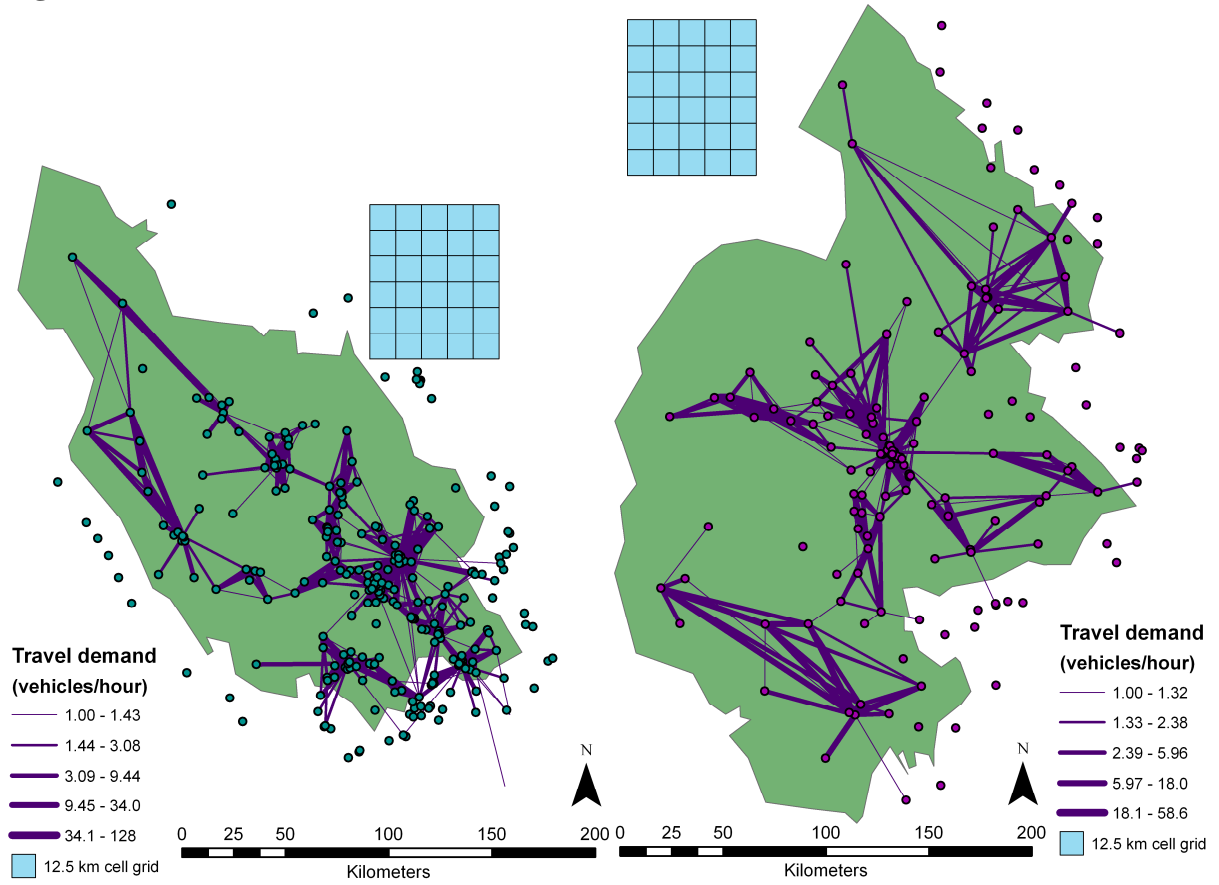 Travel demand
(vehicles/hour)
1.00 - 1.43
1.44 - 3.08
3.09 - 9.44
9.45 - 34.0
34.1 - 128
12.5 km cell grid
N
0 25 50 100 150 200
Kilometers
Travel demand
(vehicles/hour)
1.00 - 1.32
1.33 - 2.38
2.39 - 5.96
5.97 - 18.0
18.1 - 58.6
12.5 km cell grid
N
0 25 50 100 150 200
Kilometers